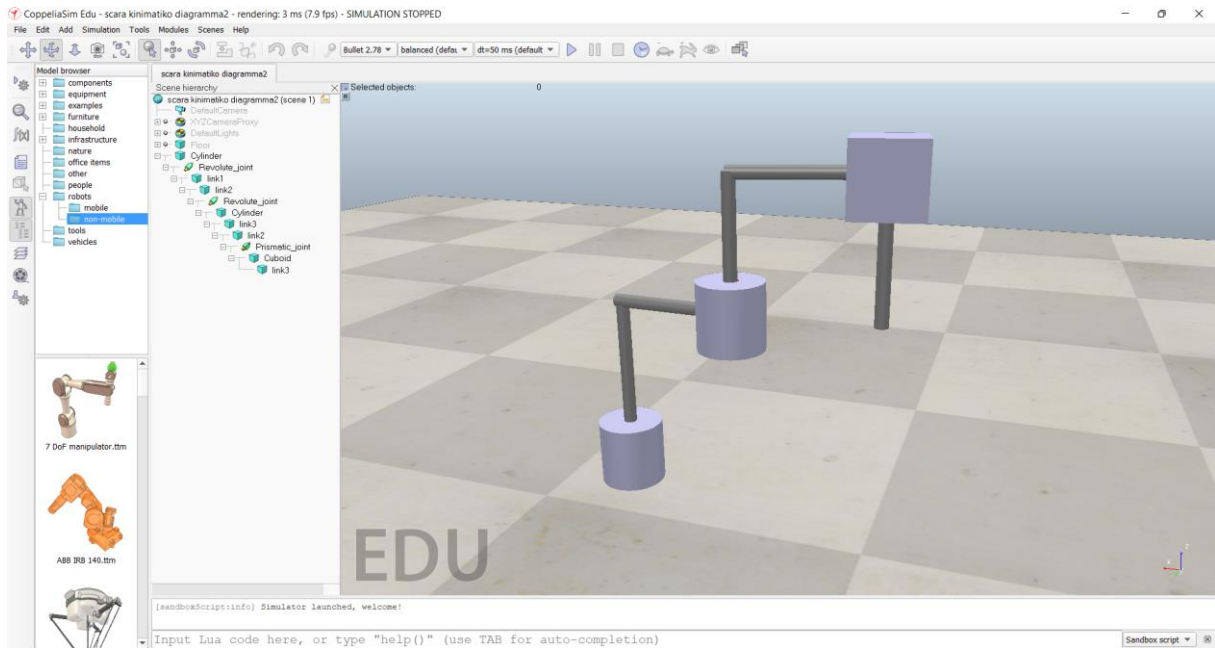 CoppeliaSim Edu - scara kinimatiko diagramma2 - rendering: 3 ms (7.9 fps) - SIMULATION STOPPED
File Edit Add Simulation Tools Modules Scenes Help
Bullet 2.78 balanced (defau dt=50 ms (default
Model browser
components
equipment
examples
furniture
household
infrastructure
nature
office items
other
people
robots
mobile
non-mobile
tools
vehicles
7 DoF manipulator.ttm
ABB IRB 140.ttm
scara kinimatiko diagramma2
Scene hierarchy
scara kinimatiko diagramma2 (scene 1)
DefaultCamera
XYZCameraProxy
DefaultLights
Floor
Cylinder
Revolute_joint
link1
link2
Revolute_joint
Cylinder
link3
link2
Prismatic_joint
Cuboid
link3
Selected objects: 0
EDU
[sandboxScript:info] Simulator launched, welcome!
Input Lua code here, or type "help()" (use TAB for auto-completion)
Sandbox script